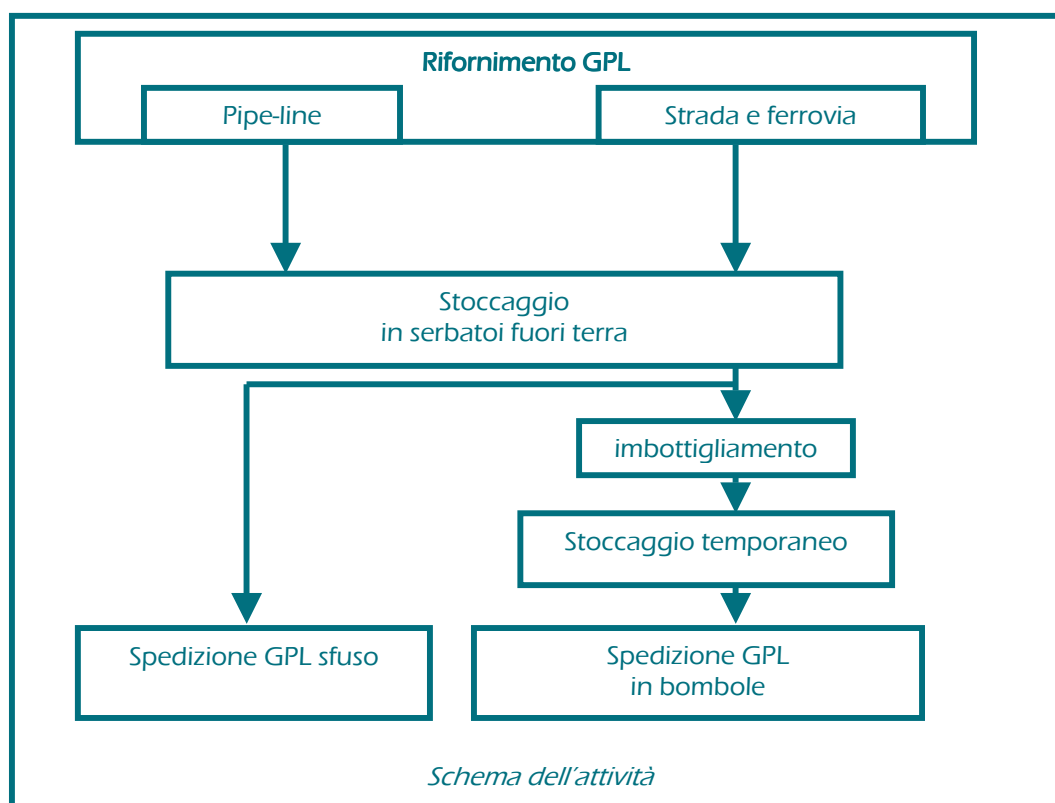 Rifornimento GPL
Pipe-line
Strada e ferrovia
Stoccaggio
in serbatoi fuori terra
imbottigliamento
Stoccaggio temporaneo
Spedizione GPL sfuso
Spedizione GPL
in bombole
Schema dell'attività